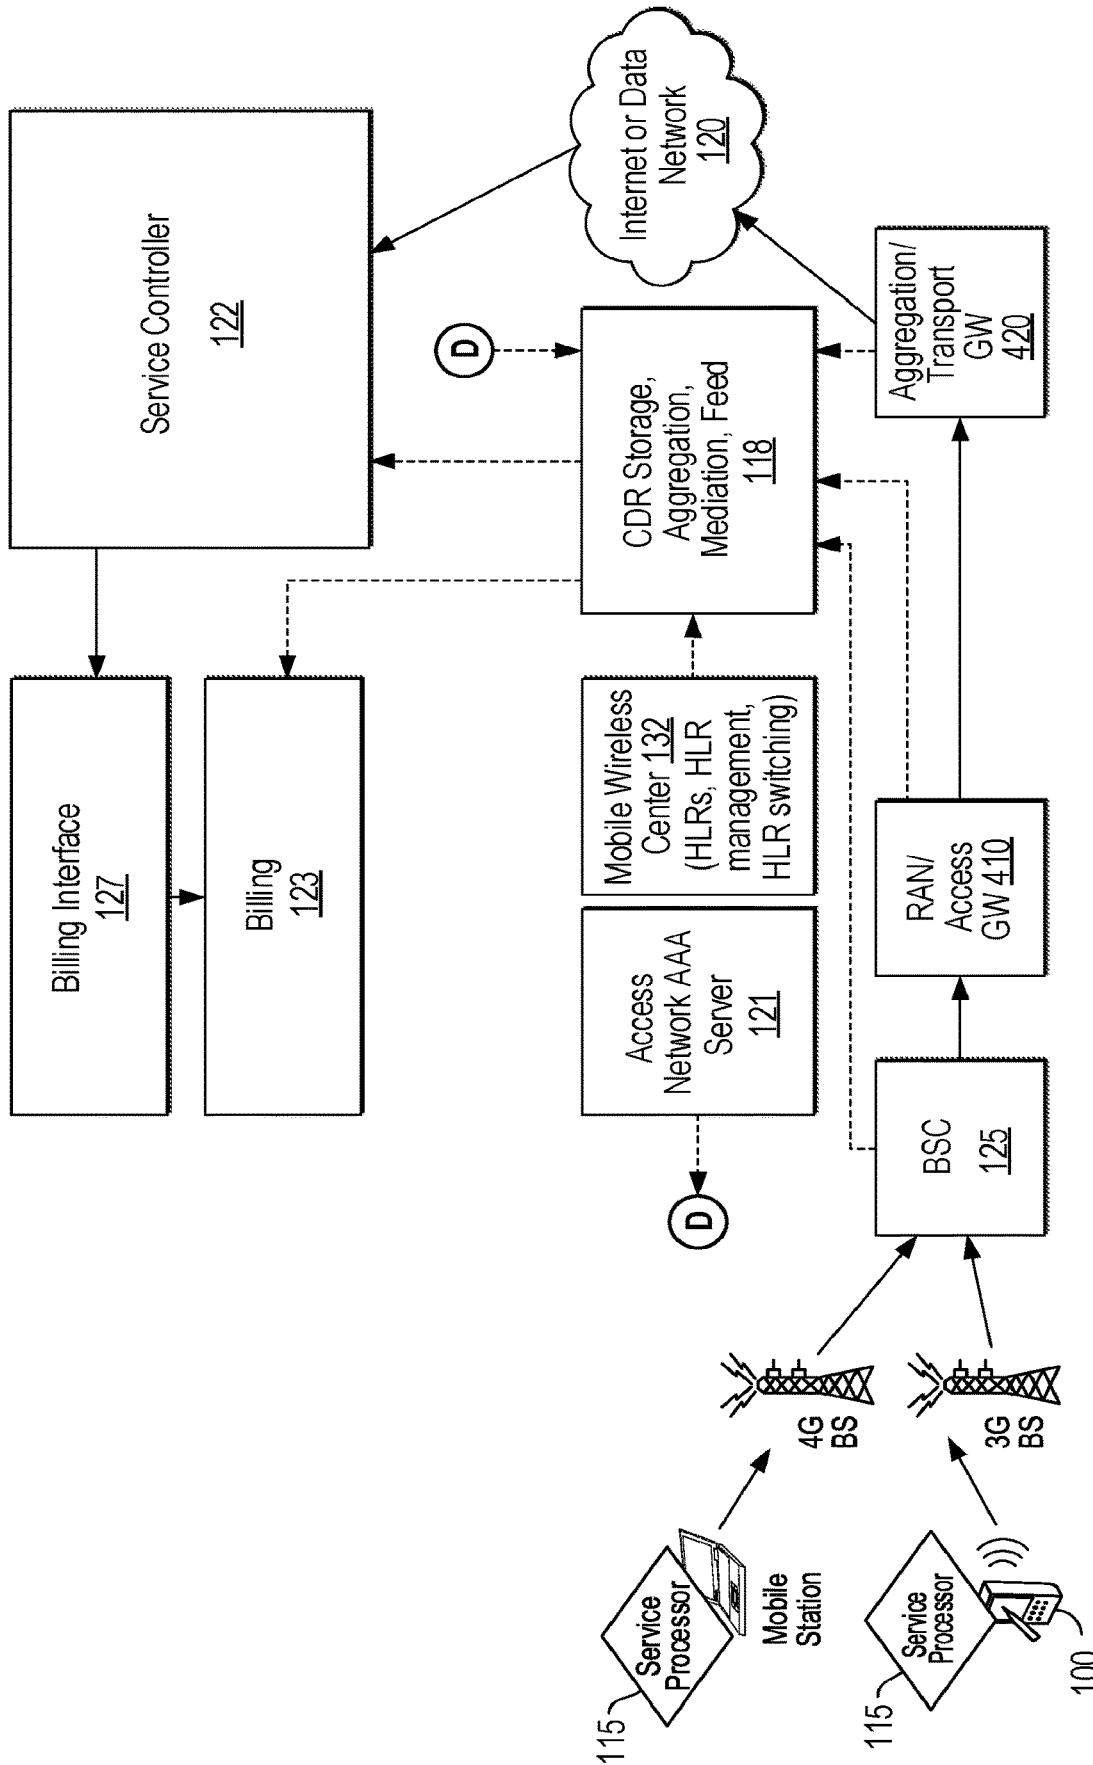 Billing Interface
127
Billing
123
Service Controller
122
Access
Network AAA
Server
121
Mobile Wireless
Center 132
(HLRs, HLR
management,
HLR switching)
CDR Storage,
Aggregation,
Mediation, Feed
118
D
D
Internet or Data
Network
120
BSC
125
RAN/
Access
GW 410
Aggregation/
Transport
GW
420
4G
BS
3G
BS
Service
Processor
115
Mobile
Station
Service
Processor
115
100